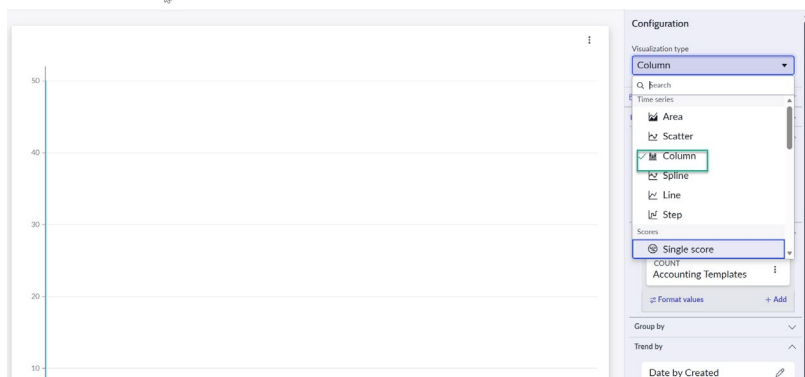 Configuration
Visualization type
Column
Search
Time series
Area
Scatter
Column
Spline
Line
Step
Scores
Single score
COUNT
Accounting Templates
Format values + Add
Group by
Trend by
Date by Created
50
40
30
20
10